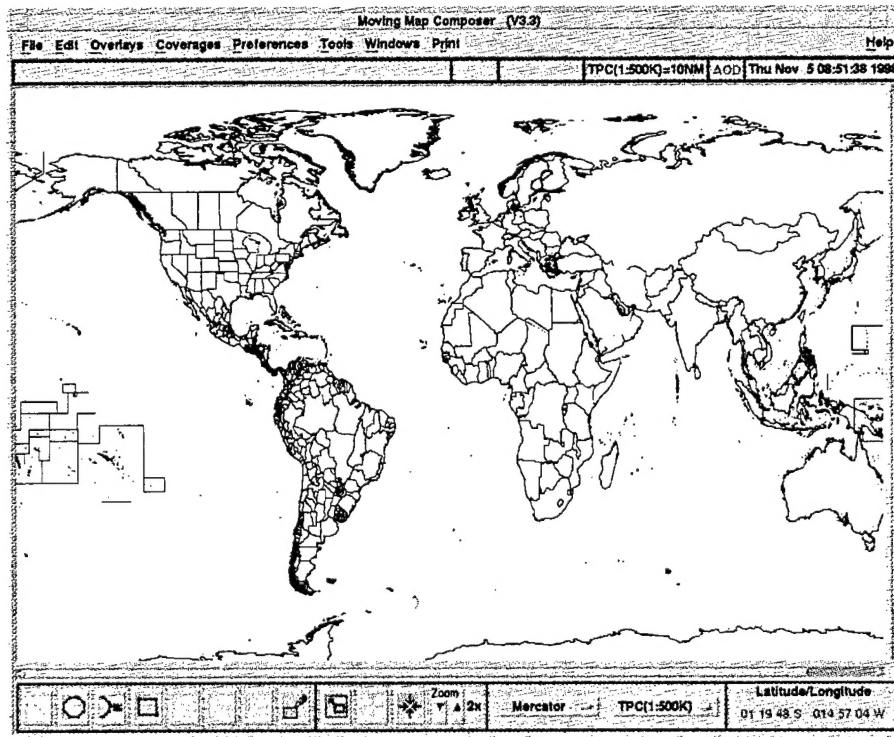 Moving Map Composer (V3.3)
File Edit Overlays Coverages Preferences Tools Windows Print Help
TPC(1:500K)=10NM AOD Thu Nov 5 08:51:38 199
Zoom
2x
Mercator
TPC(1:500K)
Latitude/Longitude
01 19 48 S 014 57 04 W